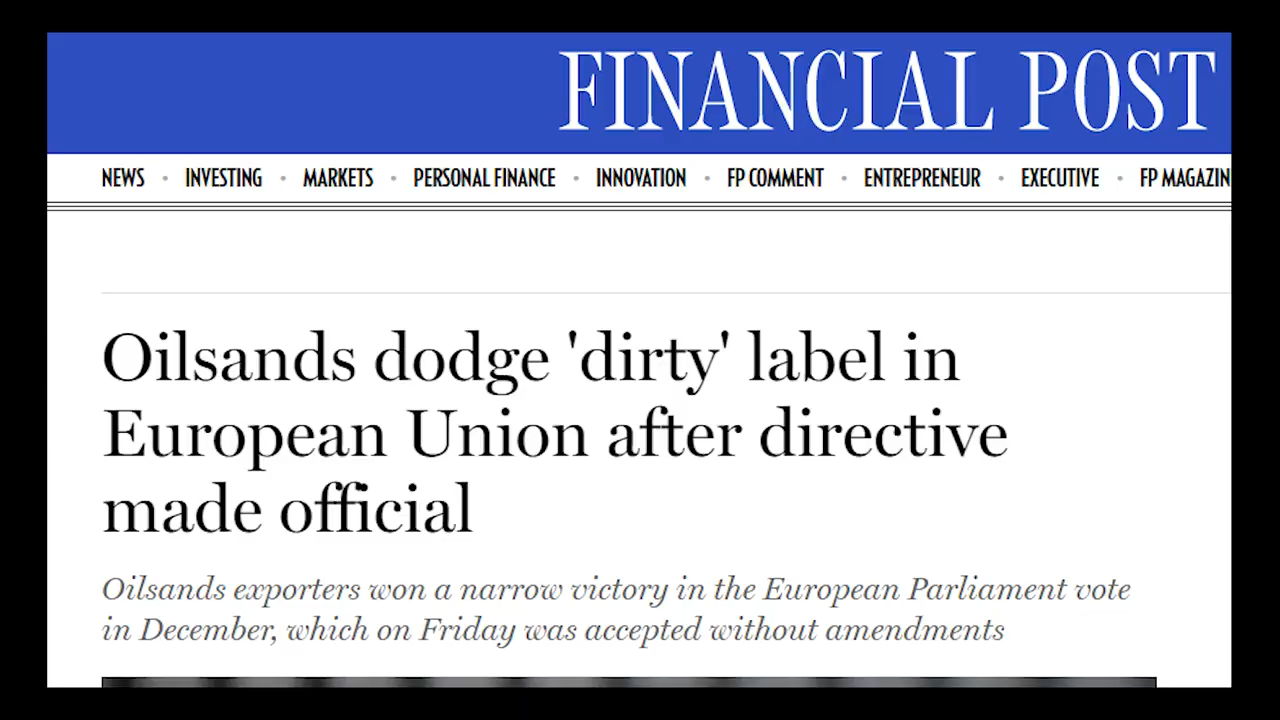 FINANCIAL POST
NEWS • INVESTING • MARKETS • PERSONAL FINANCE • INNOVATION • FP COMMENT • ENTREPRENEUR • EXECUTIVE • FP MAGAZIN
Oilsands dodge 'dirty' label in
European Union after directive
made official
Oilsands exporters won a narrow victory in the European Parliament vote
in December, which on Friday was accepted without amendments